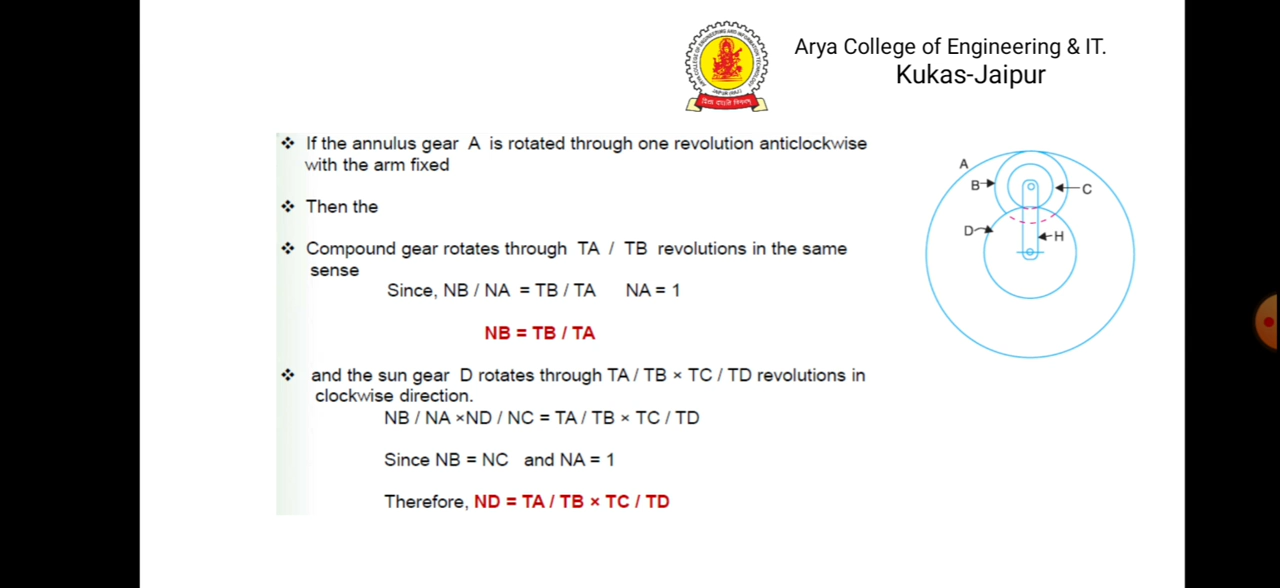 Arya College of Engineering & IT.
Kukas-Jaipur
❖ If the annulus gear A is rotated through one revolution anticlockwise
with the arm fixed
❖ Then the
❖ Compound gear rotates through TA / TB revolutions in the same
sense
Since, NB / NA = TB / TA NA = 1
NB = TB / TA
❖ and the sun gear D rotates through TA / TB × TC / TD revolutions in
clockwise direction.
NB / NA ×ND / NC = TA / TB × TC / TD
Since NB = NC and NA = 1
Therefore, ND = TA / TB × TC / TD
A
B
C
D
H